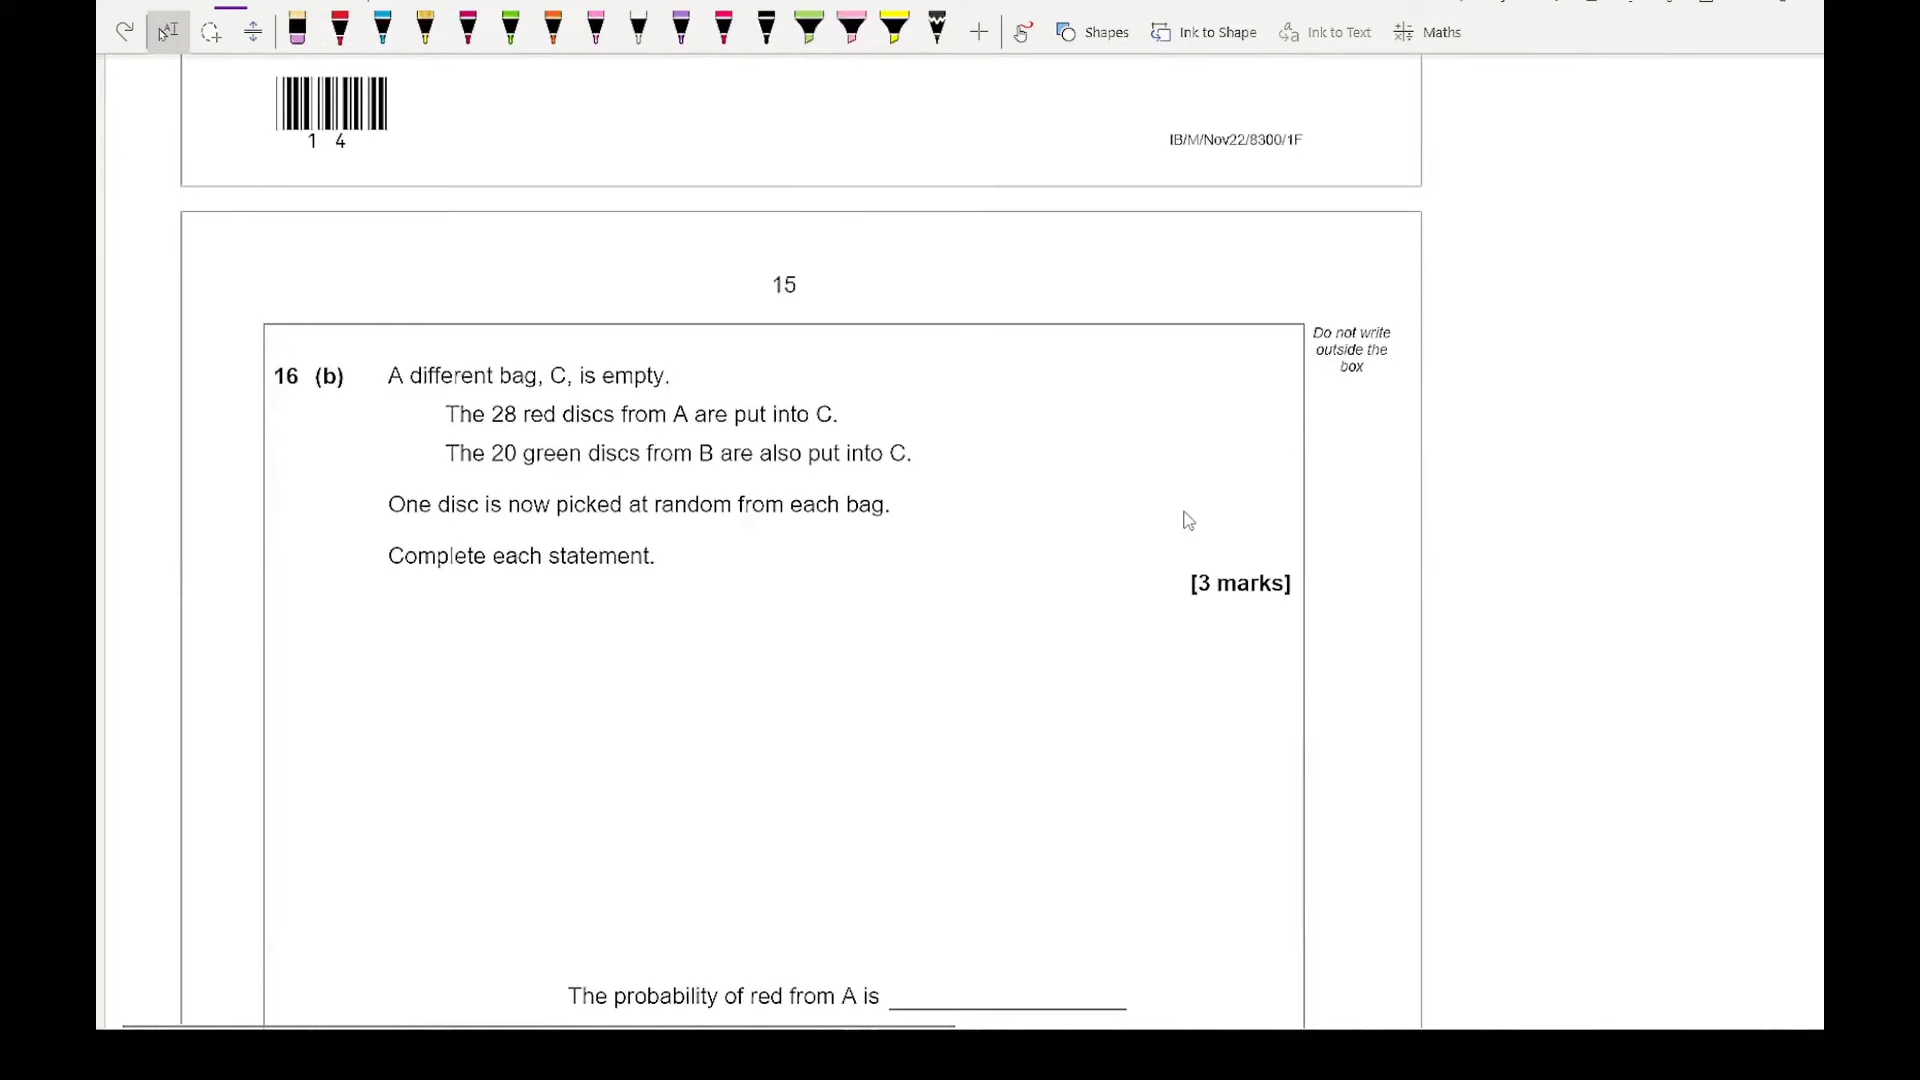 Shapes
Ink to Shape
Ink to Text
Maths
1 4
IB/M/Nov22/8300/1F
15
Do not write
outside the
box
16 (b) A different bag, C, is empty.
The 28 red discs from A are put into C.
The 20 green discs from B are also put into C.
One disc is now picked at random from each bag.
Complete each statement.
[3 marks]
The probability of red from A is